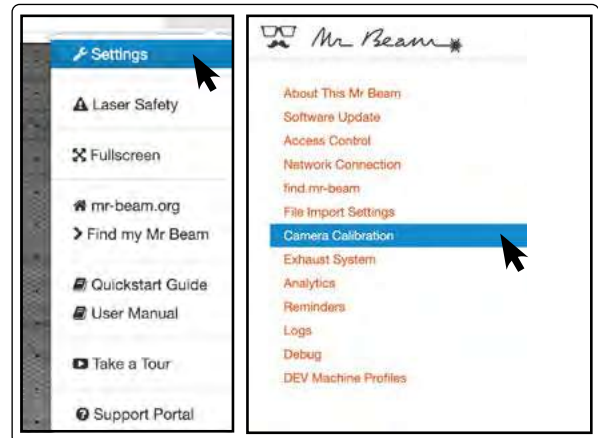 Settings
Laser Safety
Fullscreen
mr-beam.org
Find my Mr Beam
Quickstart Guide
User Manual
Take a Tour
Support Portal
Mr Beam
About This Mr Beam
Software Update
Access Control
Network Connection
find.mr-beam
File Import Settings
Camera Calibration
Exhaust System
Analytics
Reminders
Logs
Debug
DEV Machine Profiles